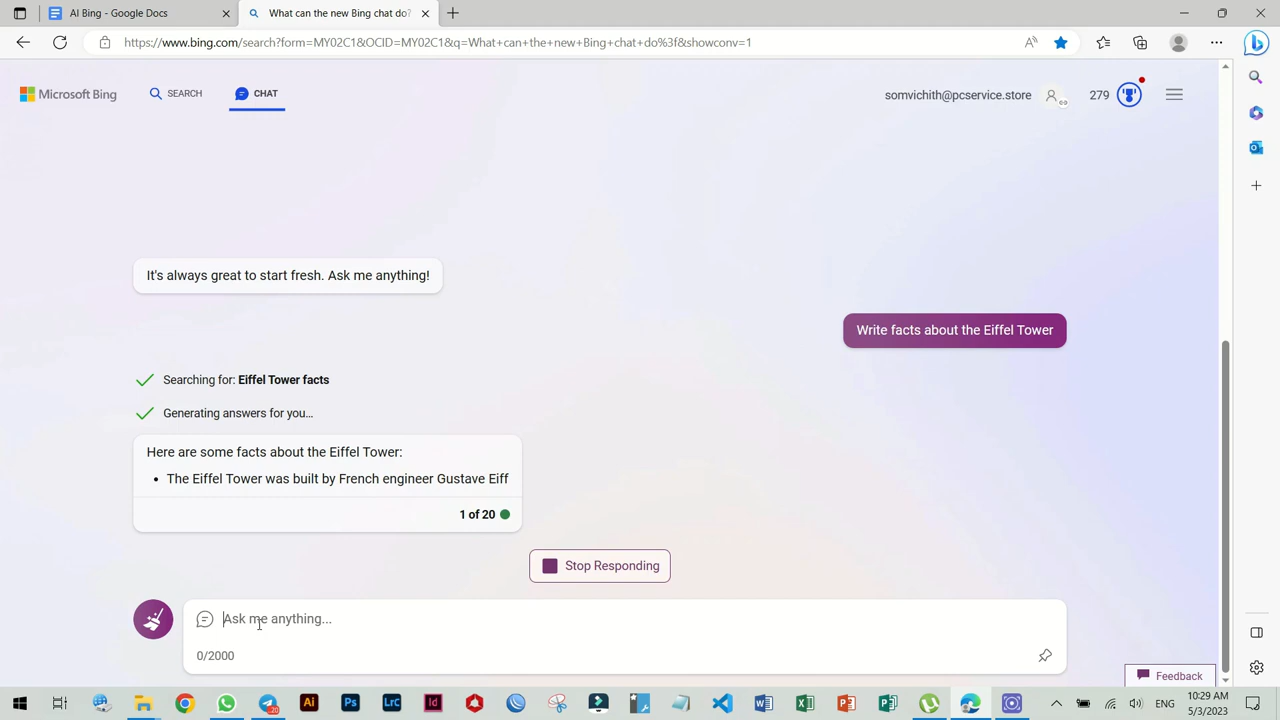 AI Bing - Google Docs
What can the new Bing chat do?
https://www.bing.com/search?form=MY02C1&OCID=MY02C1&q=What+can+the+new+Bing+chat+do%3f&showconv=1
Microsoft Bing
SEARCH
CHAT
somvichith@pcservice.store
279
It's always great to start fresh. Ask me anything!
Write facts about the Eiffel Tower
Searching for: Eiffel Tower facts
Generating answers for you...
Here are some facts about the Eiffel Tower:
• The Eiffel Tower was built by French engineer Gustave Eiff
1 of 20
Stop Responding
Ask me anything...
0/2000
Feedback
Ai
Ps
Lrc
Id
ENG
10:29 AM
5/3/2023